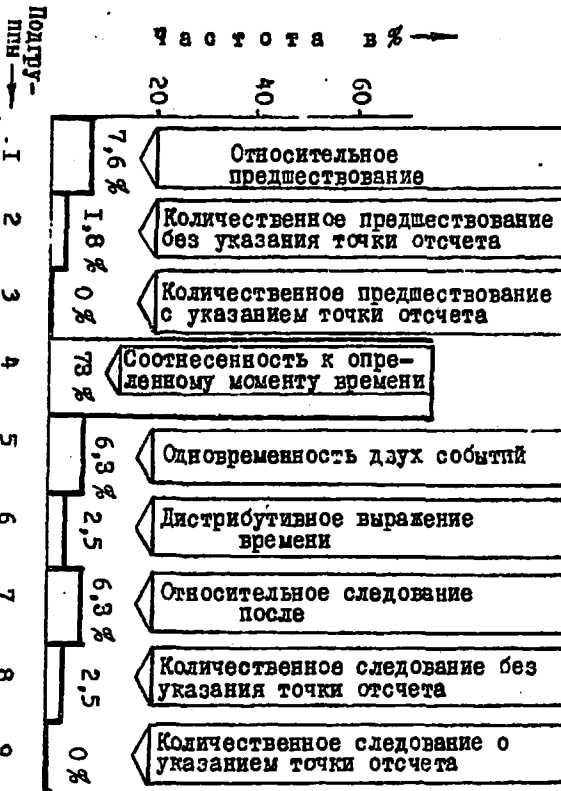 Частота в %
20
40
60
Подгруп-
пы
1
7,6 %
Относительное
предшествование
2
1,8 %
Количественное предшествование
без указания точки отсчета
3
0 %
Количественное предшествование
с указанием точки отсчета
4
73 %
Соотнесенность к опре-
ленному моменту времени
5
6,3 %
Одновременность двух событий
6
2,5
Дистрибутивное выражение
времени
7
6,3 %
Относительное следование
после
8
2,5
Количественное следование без
указания точки отсчета
9
0 %
Количественное следование о
указанием точки отсчета